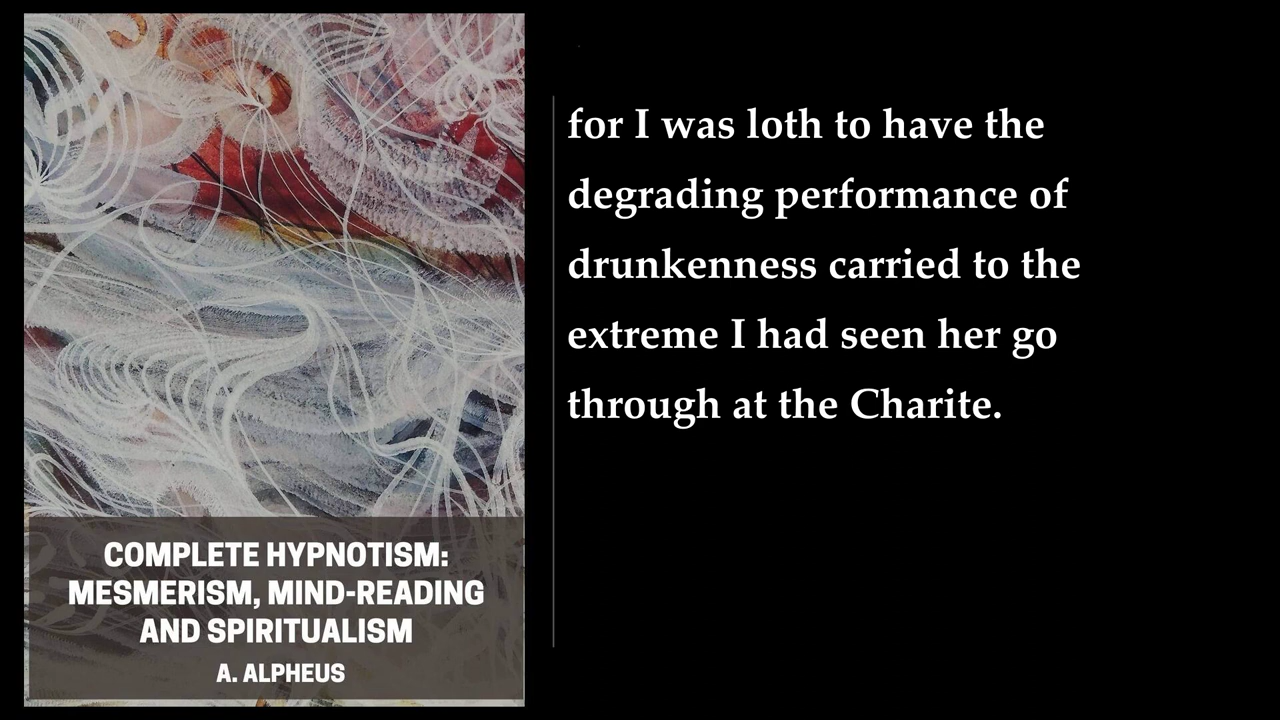 COMPLETE HYPNOTISM:
MESMERISM, MIND-READING
AND SPIRITUALISM
A. ALPHEUS
for I was loth to have the
degrading performance of
drunkenness carried to the
extreme I had seen her go
through at the Charite.